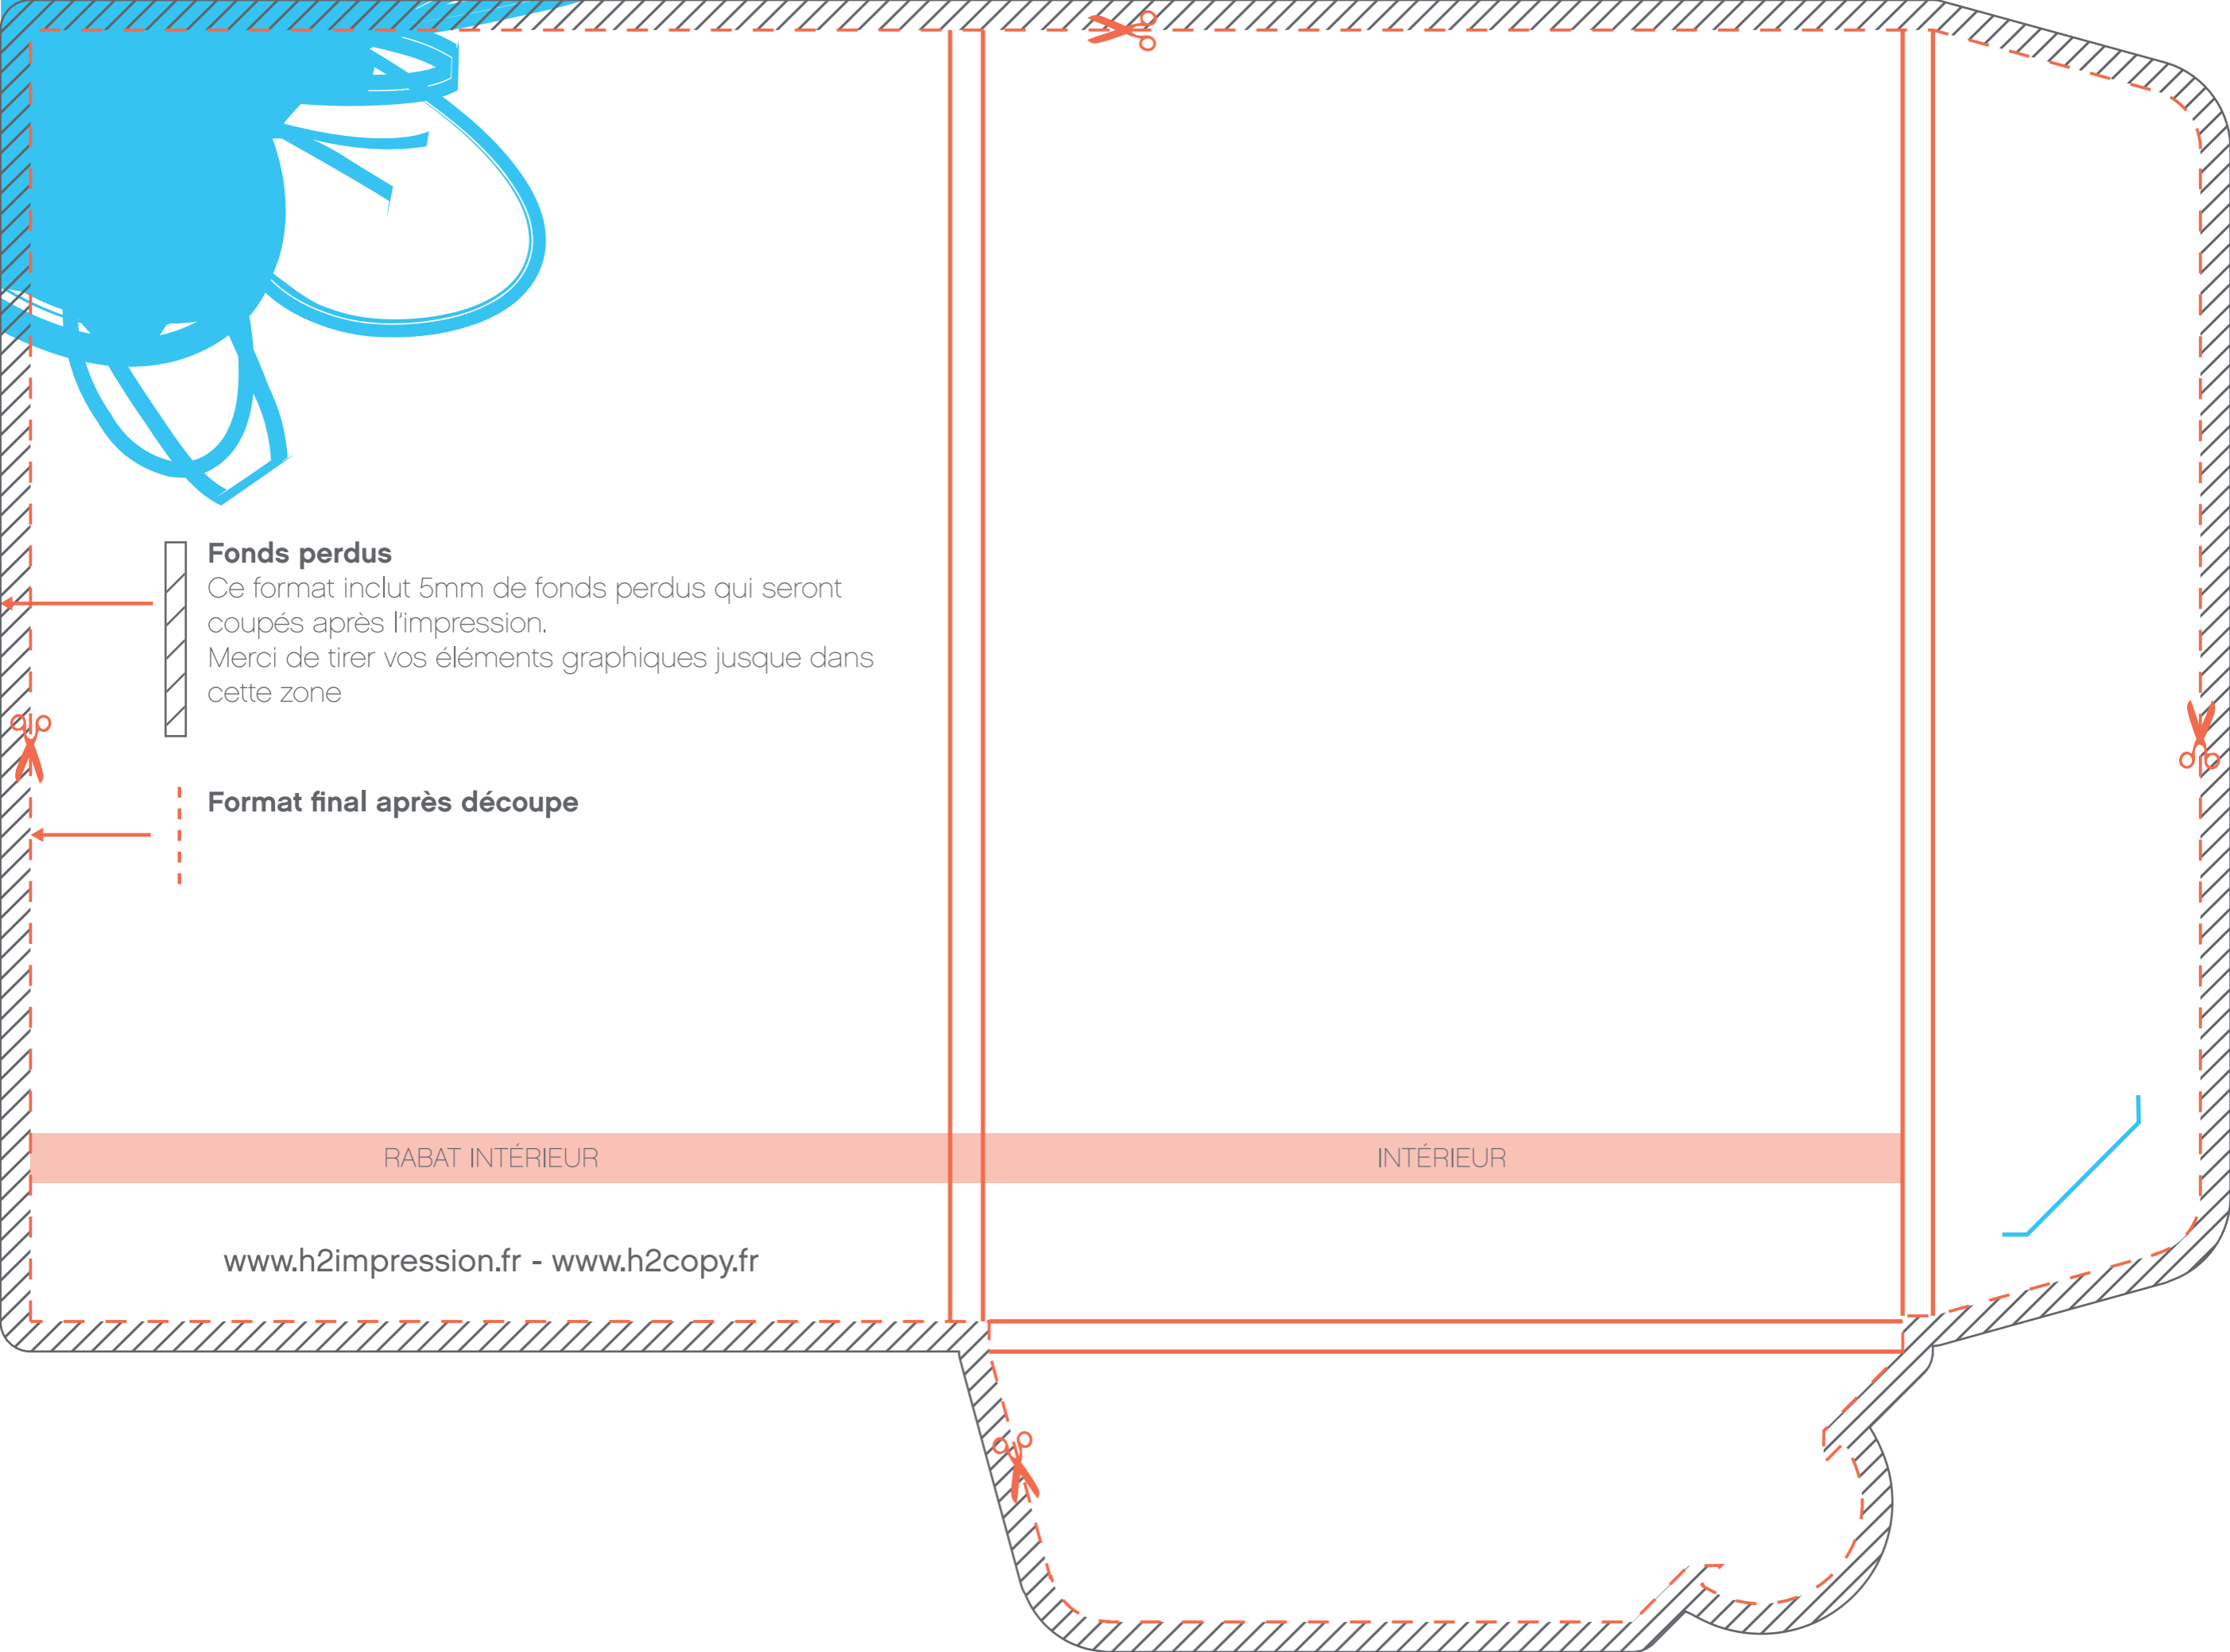 Fonds perdus
Ce format inclut 5mm de fonds perdus qui seront
coupés après l'impression.
Merci de tirer vos éléments graphiques jusque dans
cette zone
Format final après découpe
RABAT INTÉRIEUR
INTÉRIEUR
www.h2impression.fr - www.h2copy.fr